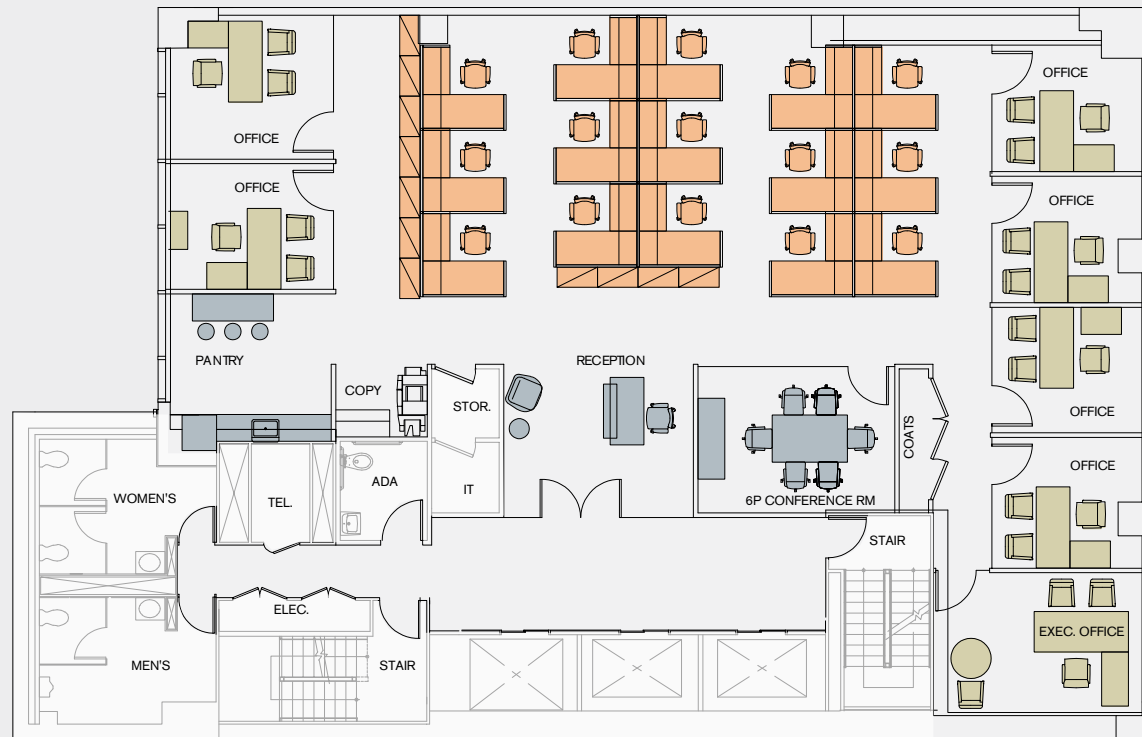 OFFICE
OFFICE
OFFICE
OFFICE
PANTRY
RECEPTION
COPY
STOR.
OFFICE
COATS
OFFICE
ADA
IT
WOMEN'S
TEL.
6P CONFERENCE RM
STAIR
ELEC.
EXEC. OFFICE
MEN'S
STAIR